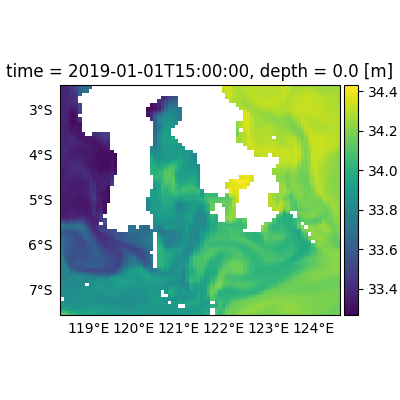 time = 2019-01-01T15:00:00, depth = 0.0 [m]
3°S
4°S
5°S
6°S
7°S
119°E 120°E 121°E 122°E 123°E 124°E
34.4
34.2
34.0
33.8
33.6
33.4